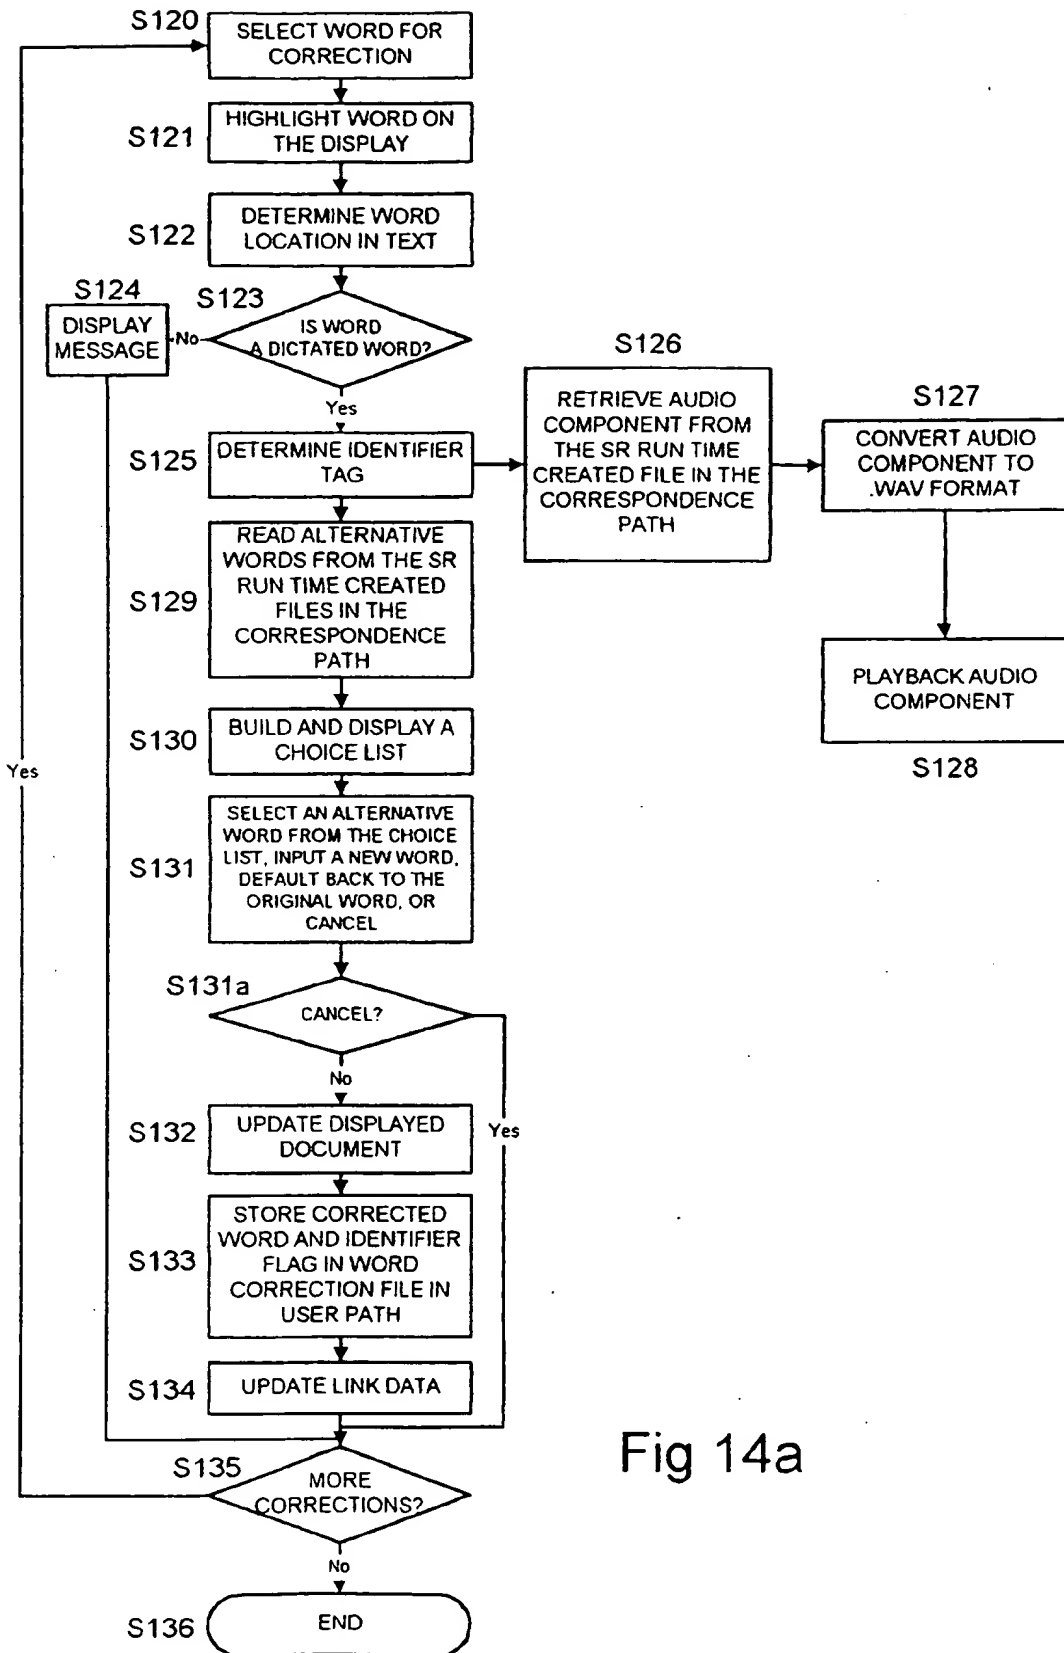 S120
SELECT WORD FOR
CORRECTION
S121
HIGHLIGHT WORD ON
THE DISPLAY
S122
DETERMINE WORD
LOCATION IN TEXT
S124
DISPLAY
MESSAGE
No
S123
IS WORD
A DICTATED WORD?
Yes
S125
DETERMINE IDENTIFIER
TAG
S126
RETRIEVE AUDIO
COMPONENT FROM
THE SR RUN TIME
CREATED FILE IN THE
CORRESPONDENCE
PATH
S127
CONVERT AUDIO
COMPONENT TO
.WAV FORMAT
PLAYBACK AUDIO
COMPONENT
S128
S129
READ ALTERNATIVE
WORDS FROM THE SR
RUN TIME CREATED
FILES IN THE
CORRESPONDENCE
PATH
S130
BUILD AND DISPLAY A
CHOICE LIST
Yes
S131
SELECT AN ALTERNATIVE
WORD FROM THE CHOICE
LIST, INPUT A NEW WORD,
DEFAULT BACK TO THE
ORIGINAL WORD, OR
CANCEL
S131a
CANCEL?
No
Yes
S132
UPDATE DISPLAYED
DOCUMENT
S133
STORE CORRECTED
WORD AND IDENTIFIER
FLAG IN WORD
CORRECTION FILE IN
USER PATH
S134
UPDATE LINK DATA
S135
MORE
CORRECTIONS?
No
S136
END
Fig 14a